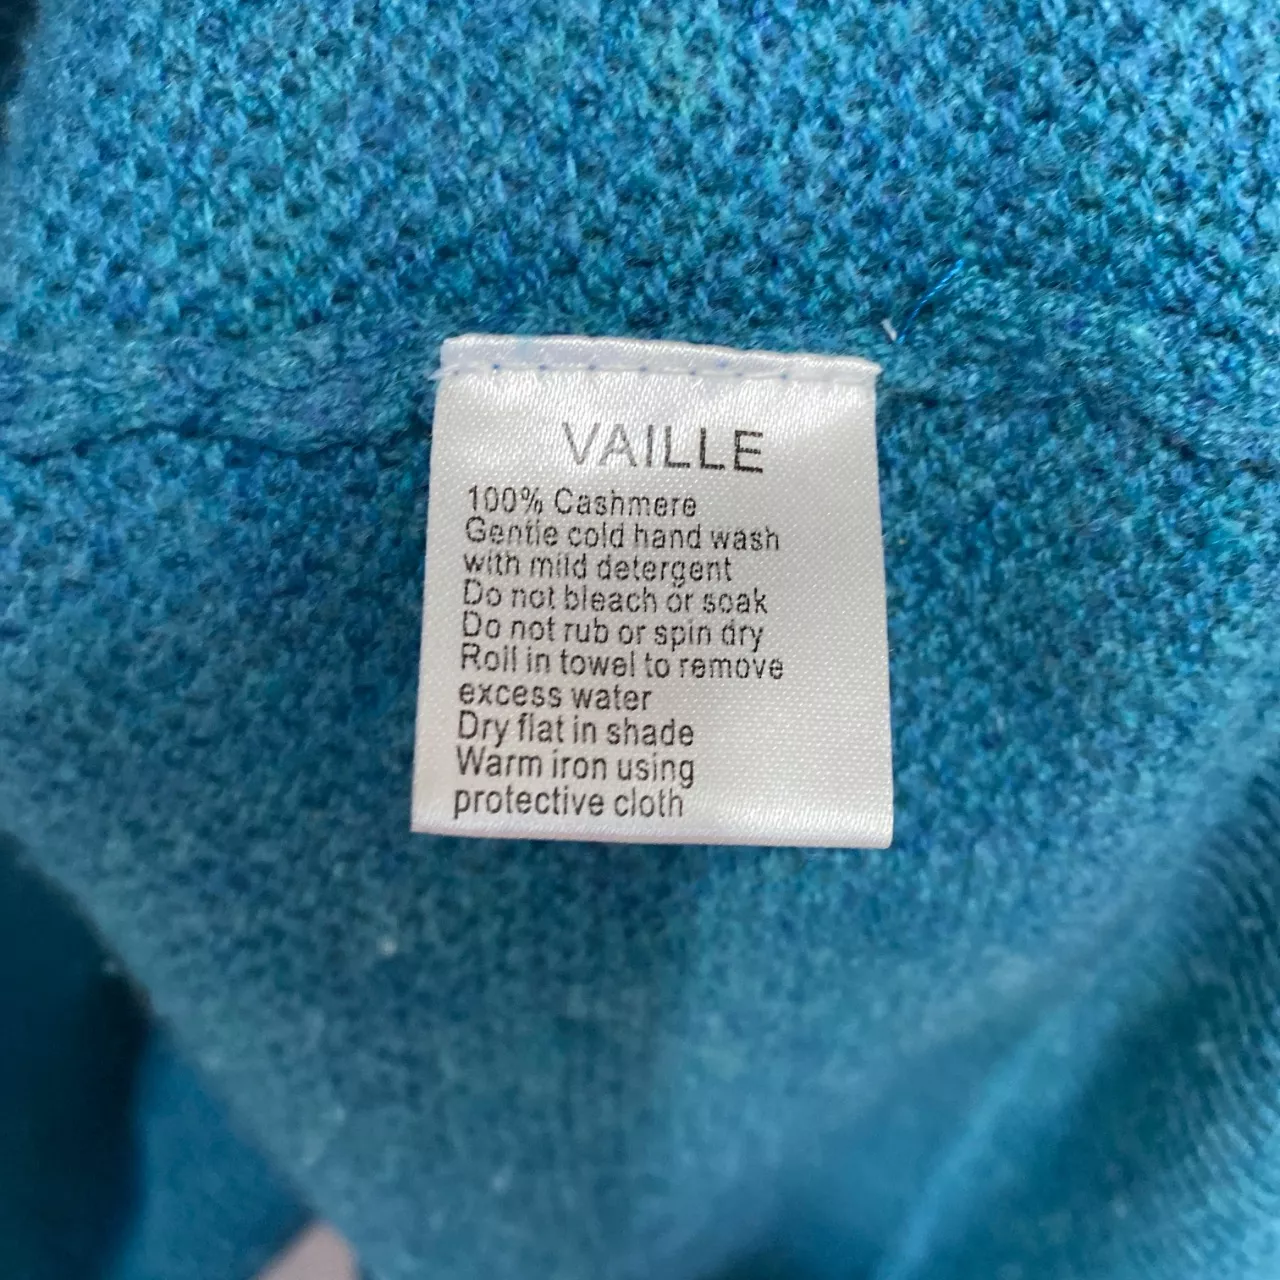 VAILLE
100% Cashmere
Gentle cold hand wash
with mild detergent
Do not bleach or soak
Do not rub or spin dry
Roll in towel to remove
excess water
Dry flat in shade
Warm iron using
protective cloth